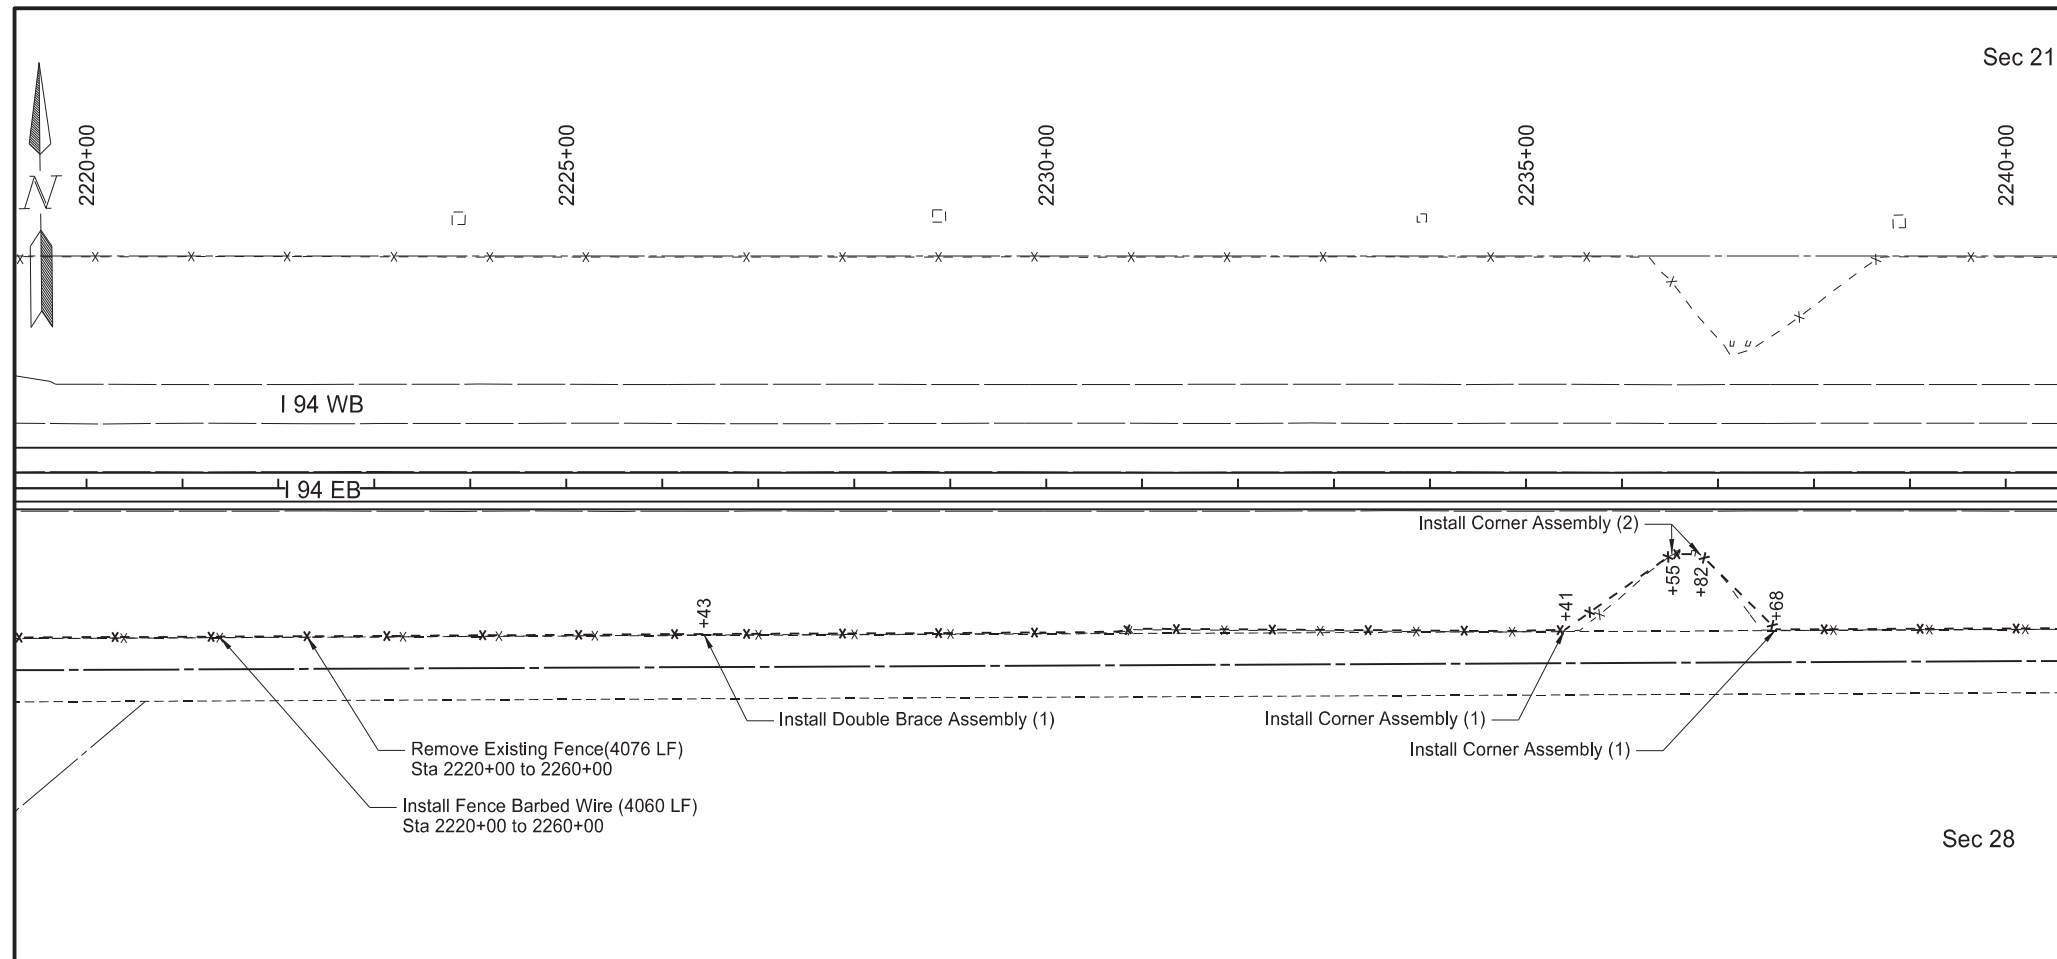 Sec 21
N
2220+00
2225+00
2230+00
2235+00
2240+00
I 94 WB
I 94 EB
Install Corner Assembly (2)
+43
+41
+55
+82
+68
Install Double Brace Assembly (1)
Install Corner Assembly (1)
Install Corner Assembly (1)
Remove Existing Fence(4076 LF)
Sta 2220+00 to 2260+00
Install Fence Barbed Wire (4060 LF)
Sta 2220+00 to 2260+00
Sec 28